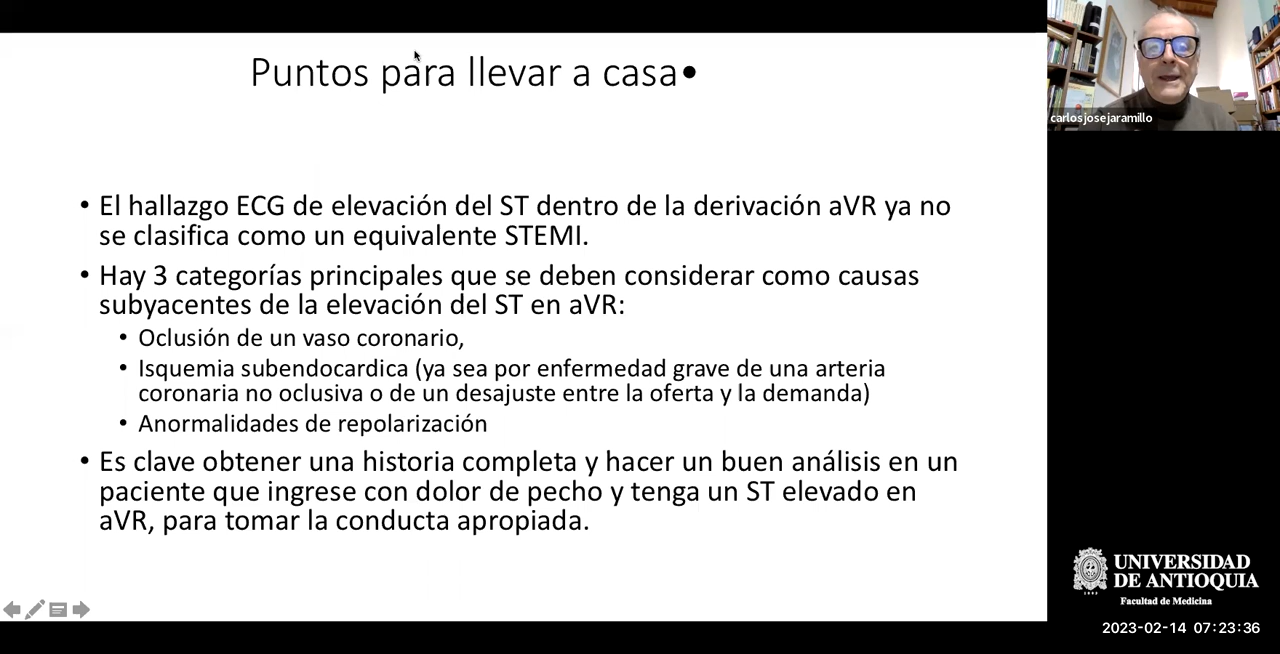 Puntos para llevar a casa•
carlosjosejaramillo
• El hallazgo ECG de elevación del ST dentro de la derivación aVR ya no
se clasifica como un equivalente STEMI.
• Hay 3 categorías principales que se deben considerar como causas
subyacentes de la elevación del ST en aVR:
• Oclusión de un vaso coronario,
• Isquemia subendocardica (ya sea por enfermedad grave de una arteria
coronaria no oclusiva o de un desajuste entre la oferta y la demanda)
• Anormalidades de repolarización
• Es clave obtener una historia completa y hacer un buen análisis en un
paciente que ingrese con dolor de pecho y tenga un ST elevado en
aVR, para tomar la conducta apropiada.
UNIVERSIDAD
DE ANTIOQUIA
Facultad de Medicina
2023-02-14 07:23:36